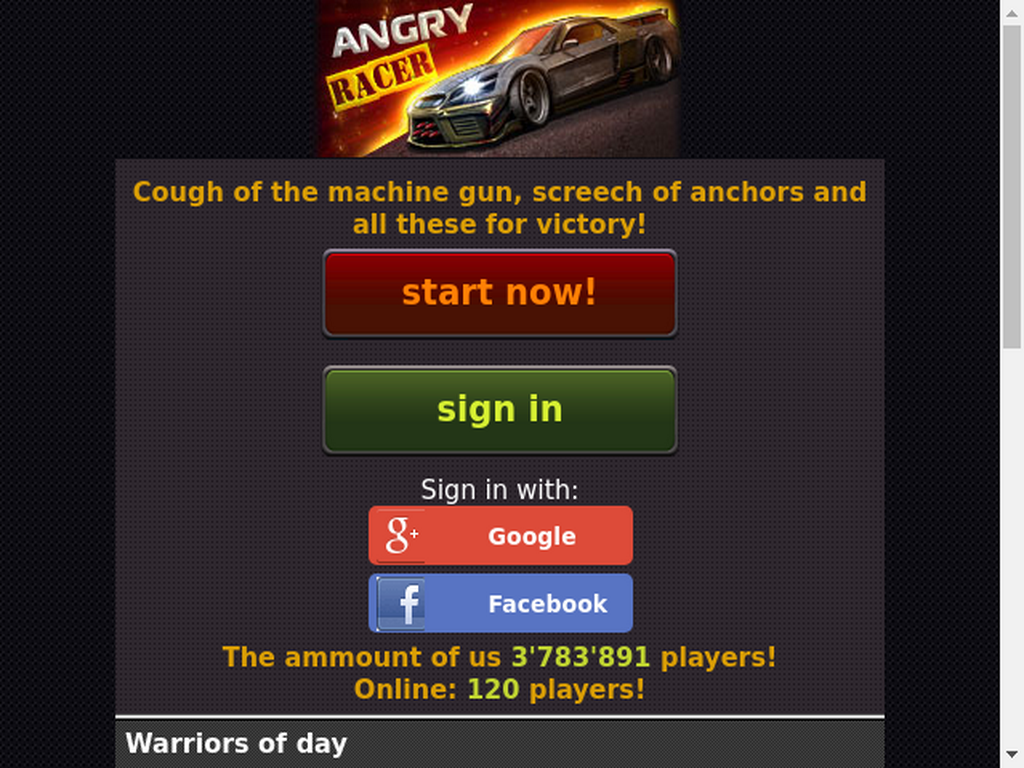 ANGRY
RACER
Cough of the machine gun, screech of anchors and
all these for victory!
start now!
sign in
Sign in with:
g+ Google
f Facebook
The ammount of us 3'783'891 players!
Online: 120 players!
Warriors of day